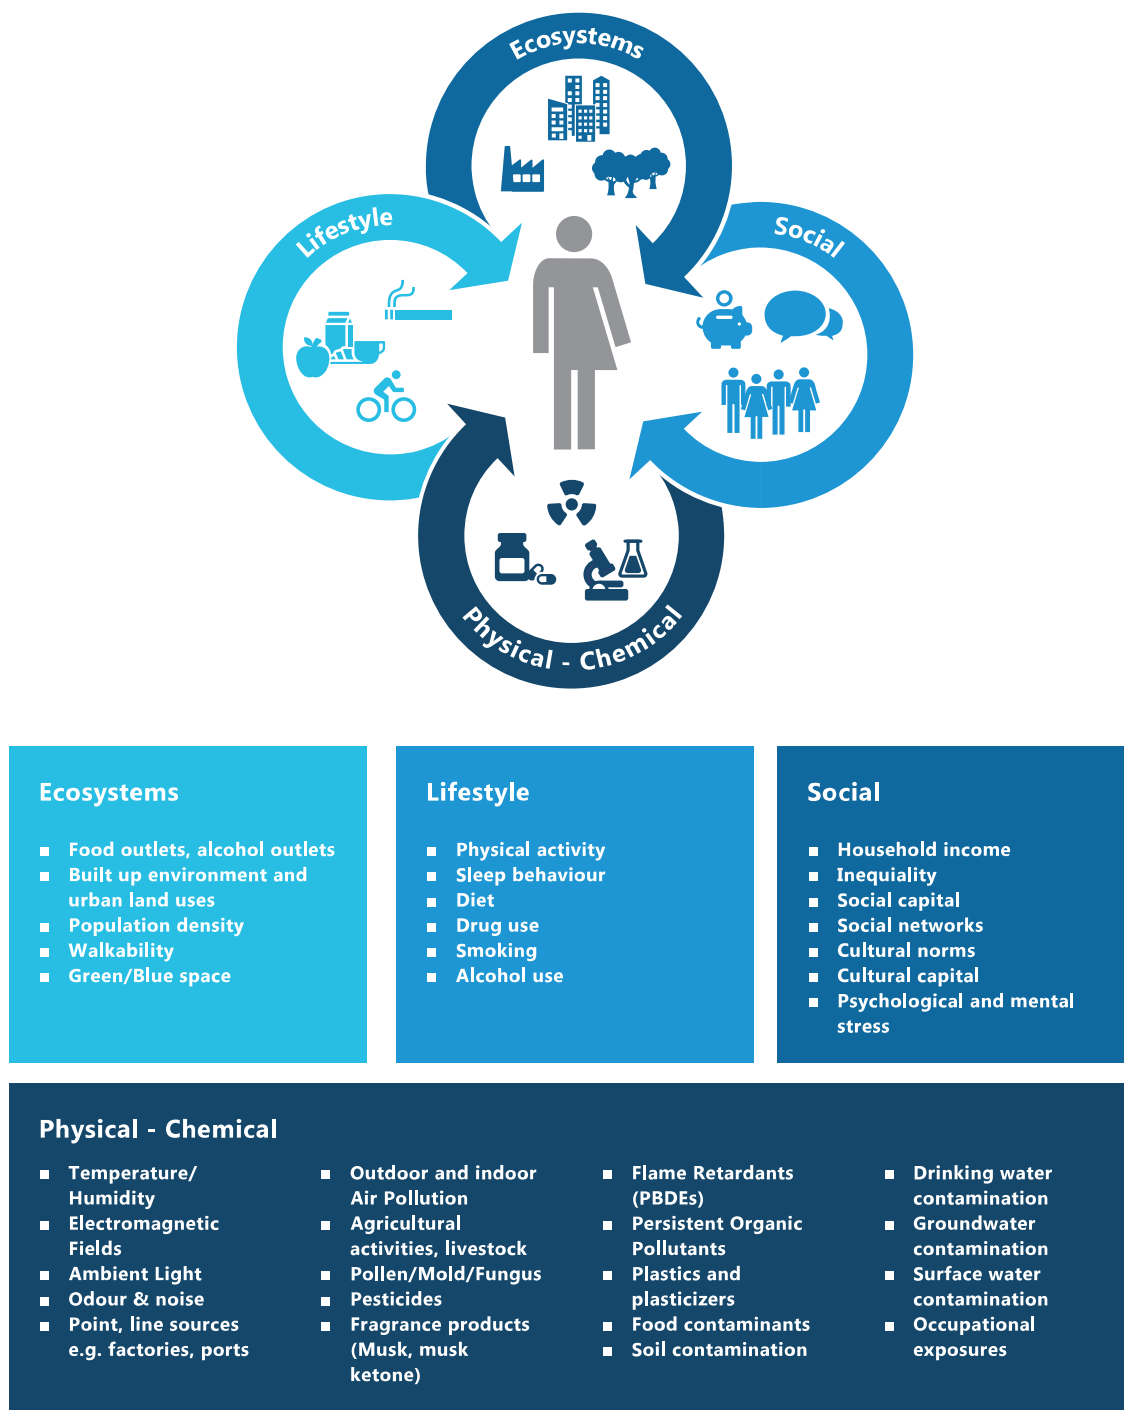 Ecosystems
Lifestyle
Social
Physical - Chemical
Ecosystems
■ Food outlets, alcohol outlets
■ Built up environment and
urban land uses
■ Population density
■ Walkability
■ Green/Blue space
Lifestyle
■ Physical activity
■ Sleep behaviour
■ Diet
■ Drug use
■ Smoking
■ Alcohol use
Social
■ Household income
■ Inequiality
■ Social capital
■ Social networks
■ Cultural norms
■ Cultural capital
■ Psychological and mental
stress
Physical - Chemical
■ Temperature/
Humidity
■ Electromagnetic
Fields
■ Ambient Light
■ Odour & noise
■ Point, line sources
e.g. factories, ports
■ Outdoor and indoor
Air Pollution
■ Agricultural
activities, livestock
■ Pollen/Mold/Fungus
■ Pesticides
■ Fragrance products
(Musk, musk
ketone)
■ Flame Retardants
(PBDEs)
■ Persistent Organic
Pollutants
■ Plastics and
plasticizers
■ Food contaminants
■ Soil contamination
■ Drinking water
contamination
■ Groundwater
contamination
■ Surface water
contamination
■ Occupational
exposures